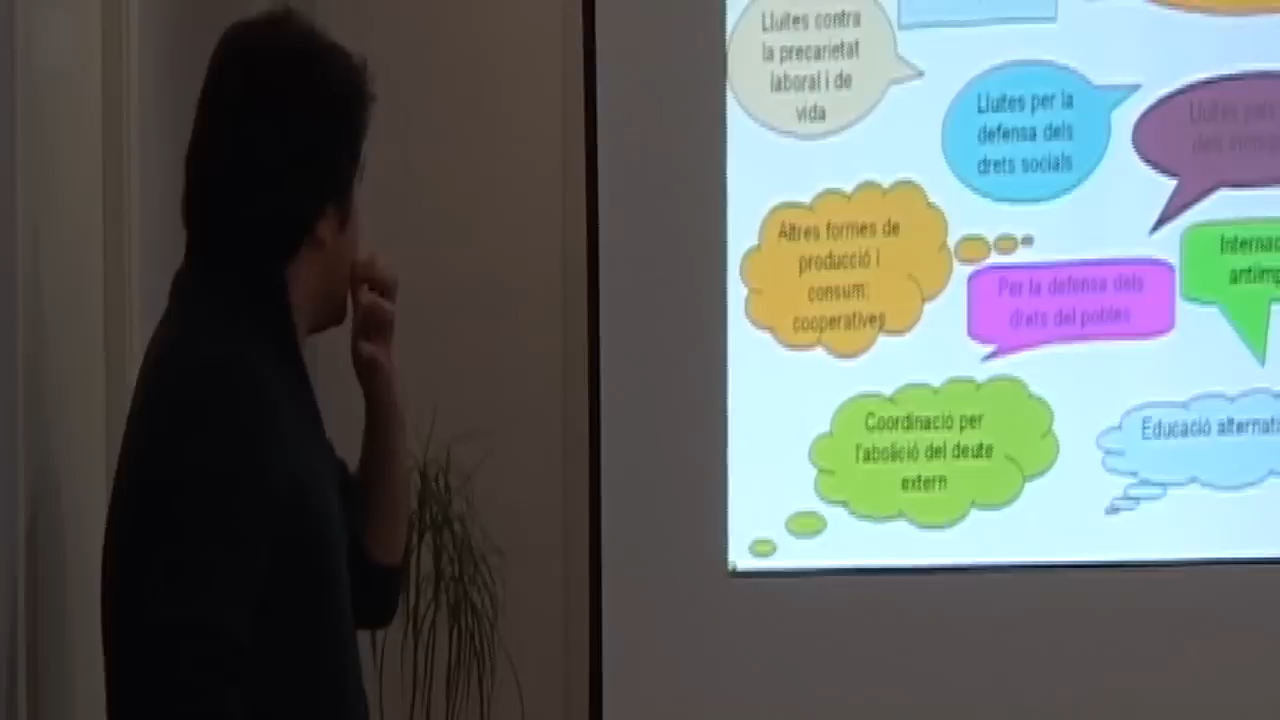 Lluites contra
la precarietat
laboral i de
vida
Lluites per la
defensa dels
drets socials
Altres formes de
producció i
consum:
cooperatives
Per la defensa dels
drets del pobles
Coordinació per
l'abolició del deute
extern
Educació